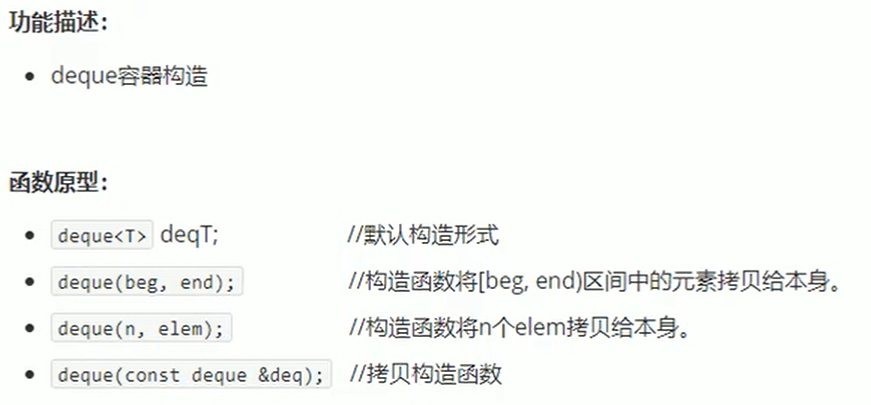 功能描述：
• deque容器构造
函数原型：
• deque<T> deqT; //默认构造形式
• deque(beg, end); //构造函数将[beg, end)区间中的元素拷贝给本身。
• deque(n, elem); //构造函数将n个elem拷贝给本身。
• deque(const deque &deq); //拷贝构造函数